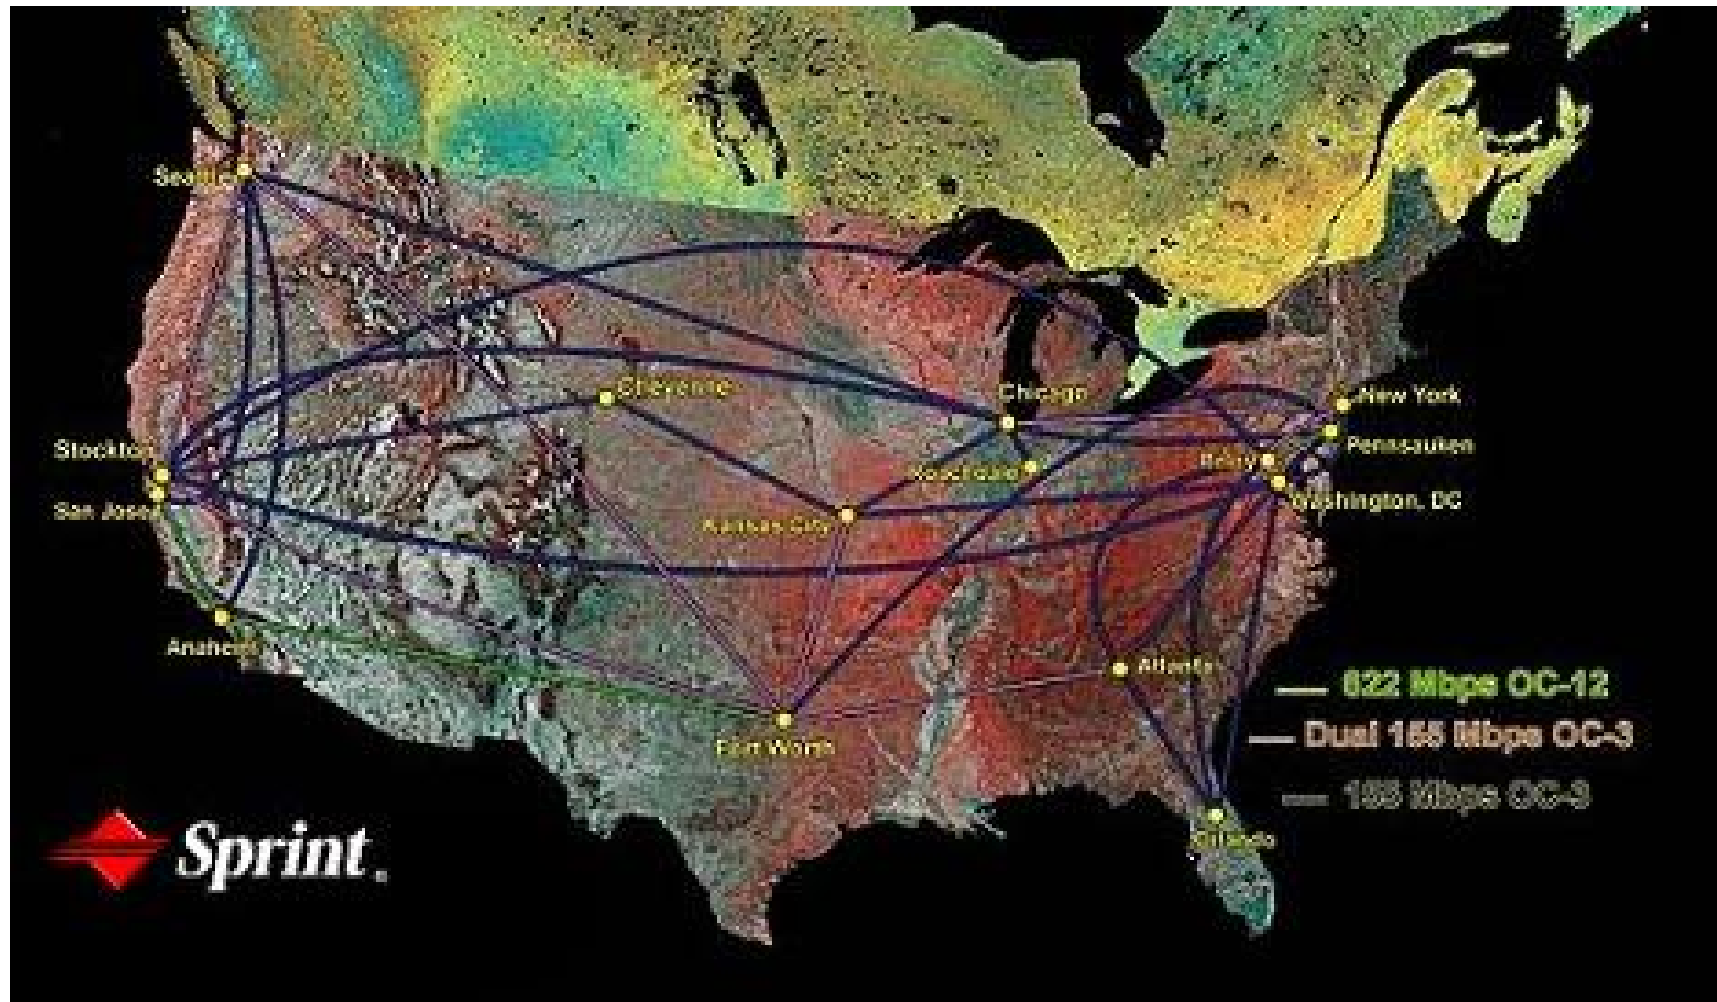 Seattle
Cheyenne
Chicago
New York
Stockton
Pennsauken
Roachdale
Relay
San Jose
Washington, DC
Kansas City
Anaheim
Atlanta
622 Mbps OC-12
Fort Worth
Dual 155 Mbps OC-3
155 Mbps OC-3
Orlando
Sprint.